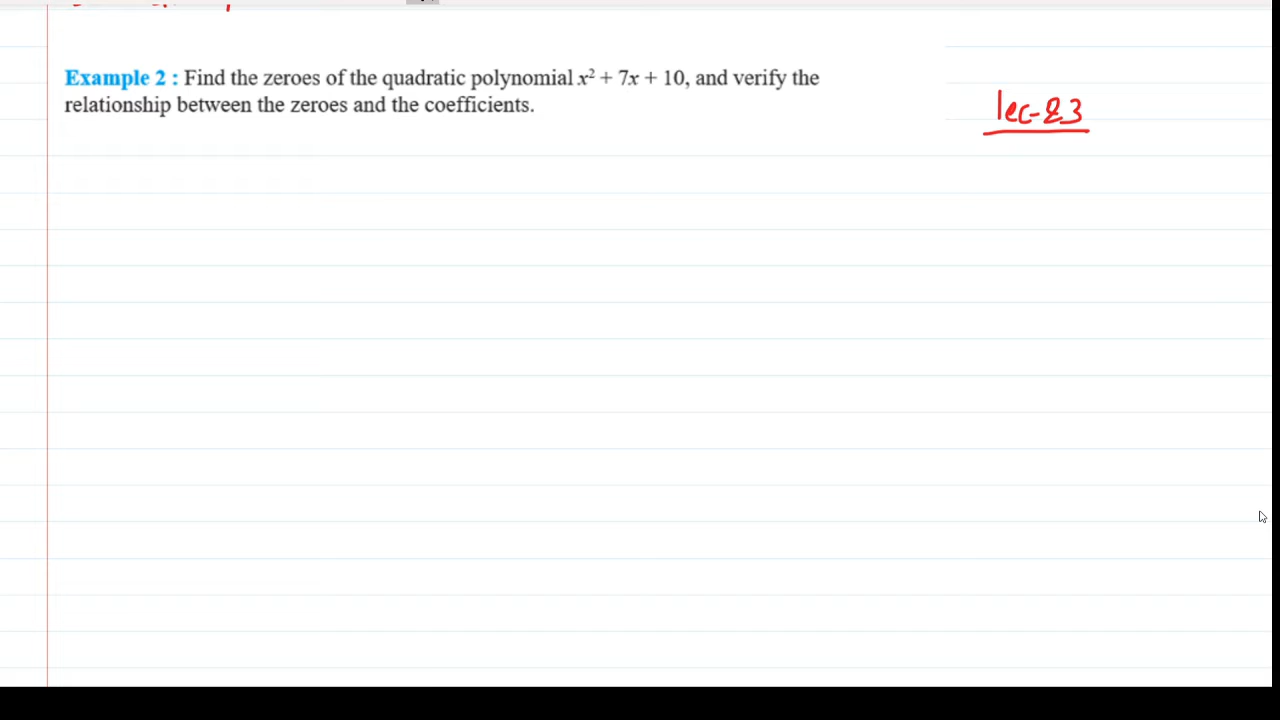 Example 2 : Find the zeroes of the quadratic polynomial x² + 7x + 10, and verify the
relationship between the zeroes and the coefficients.
lec-23